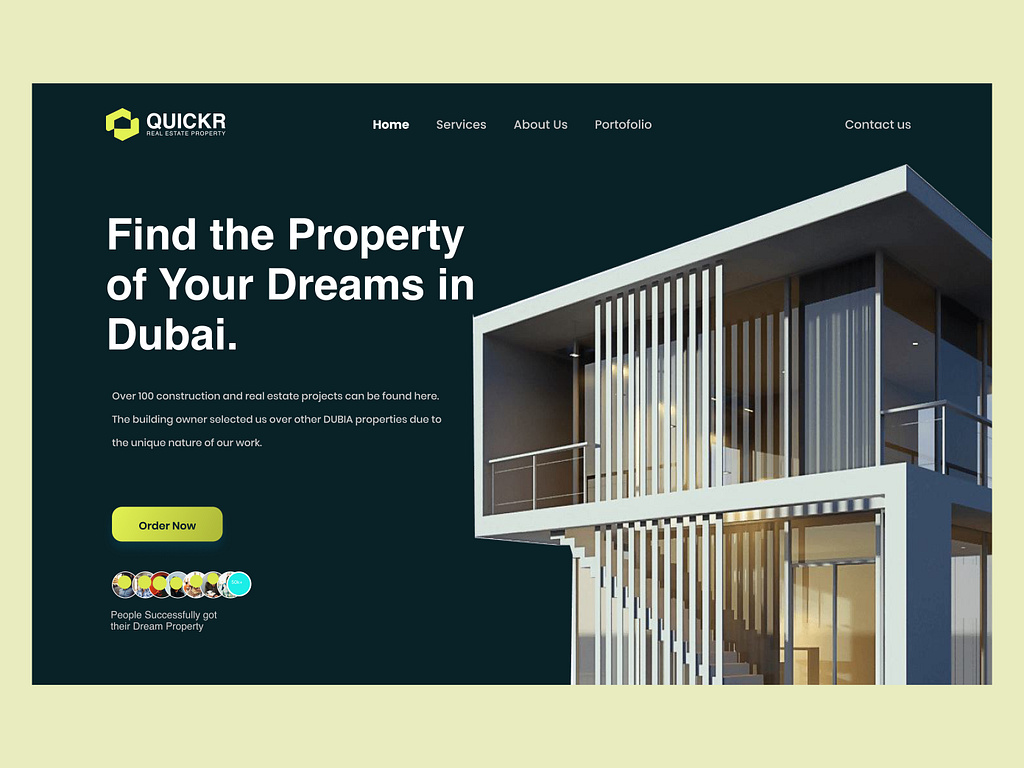 QUICKR
REAL ESTATE PROPERTY
Home
Services
About Us
Portofolio
Contact us
Find the Property
of Your Dreams in
Dubai.
Over 100 construction and real estate projects can be found here.
The building owner selected us over other DUBIA properties due to
the unique nature of our work.
Order Now
People Successfully got
their Dream Property